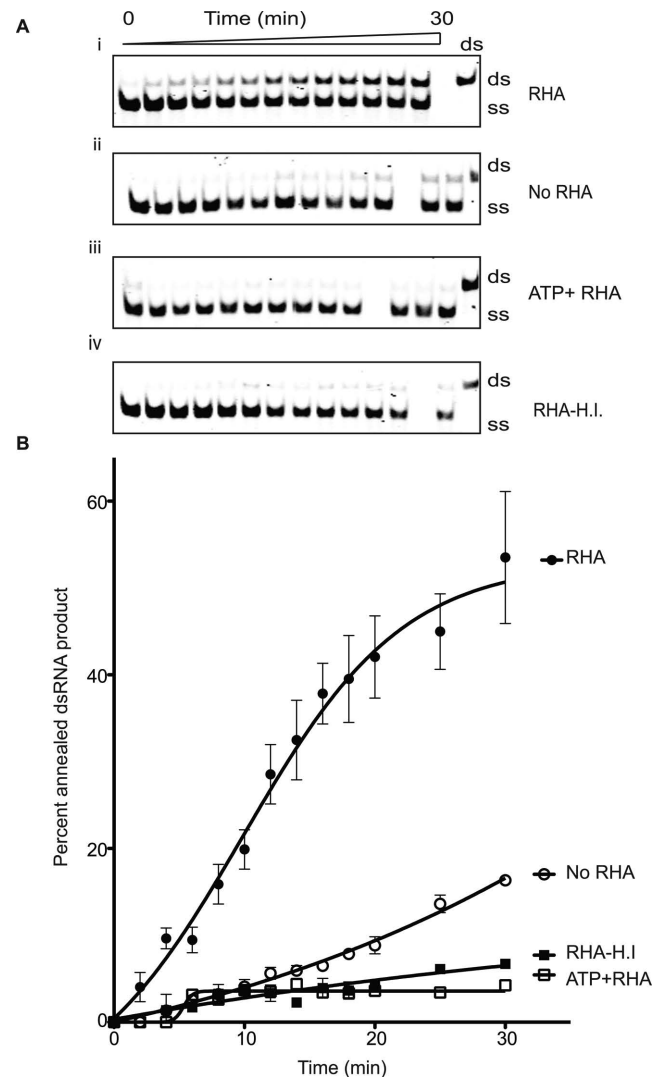 A
0 Time (min) 30
i
ds
ds
ss
RHA
ii
ds
ss
No RHA
iii
ds
ss
ATP+ RHA
iv
ds
ss
RHA-H.I.
B
60
40
20
0
Percent annealed dsRNA product
RHA
No RHA
RHA-H.I
ATP+RHA
0 10 20 30
Time (min)